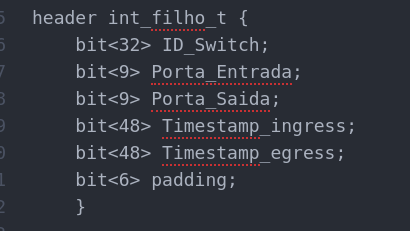 header int_filho_t {
bit<32> ID_Switch;
bit<9> Porta_Entrada;
bit<9> Porta_Saida;
bit<48> Timestamp_ingress;
bit<48> Timestamp_egress;
bit<6> padding;
}